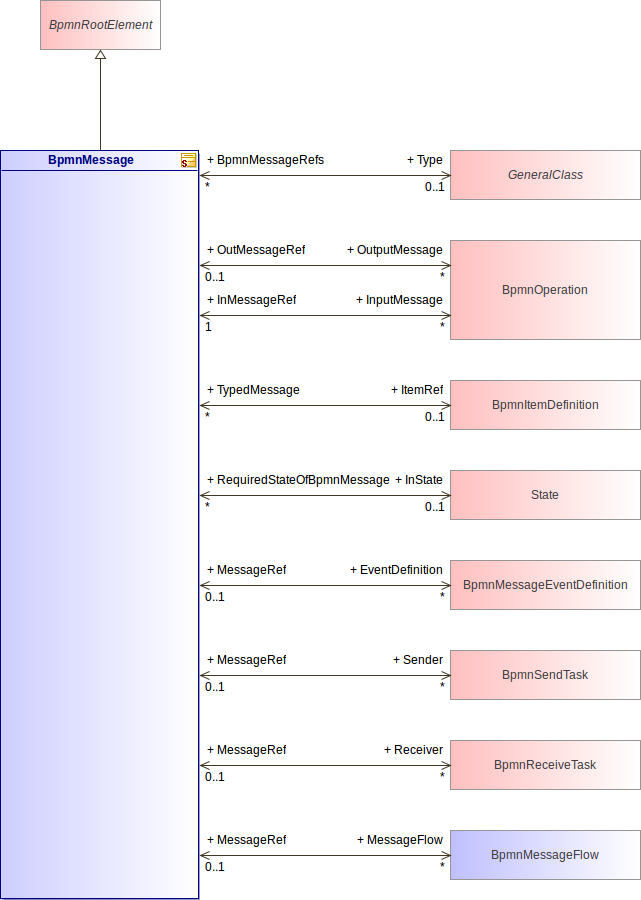 BpmnRootElement
BpmnMessage
S
+ BpmnMessageRefs + Type
* 0..1
GeneralClass
+ OutMessageRef + OutputMessage
0..1 *
+ InMessageRef + InputMessage
1 *
BpmnOperation
+ TypedMessage + ItemRef
* 0..1
BpmnItemDefinition
+ RequiredStateOfBpmnMessage + InState
* 0..1
State
+ MessageRef + EventDefinition
0..1 *
BpmnMessageEventDefinition
+ MessageRef + Sender
0..1 *
BpmnSendTask
+ MessageRef + Receiver
0..1 *
BpmnReceiveTask
+ MessageRef + MessageFlow
0..1 *
BpmnMessageFlow